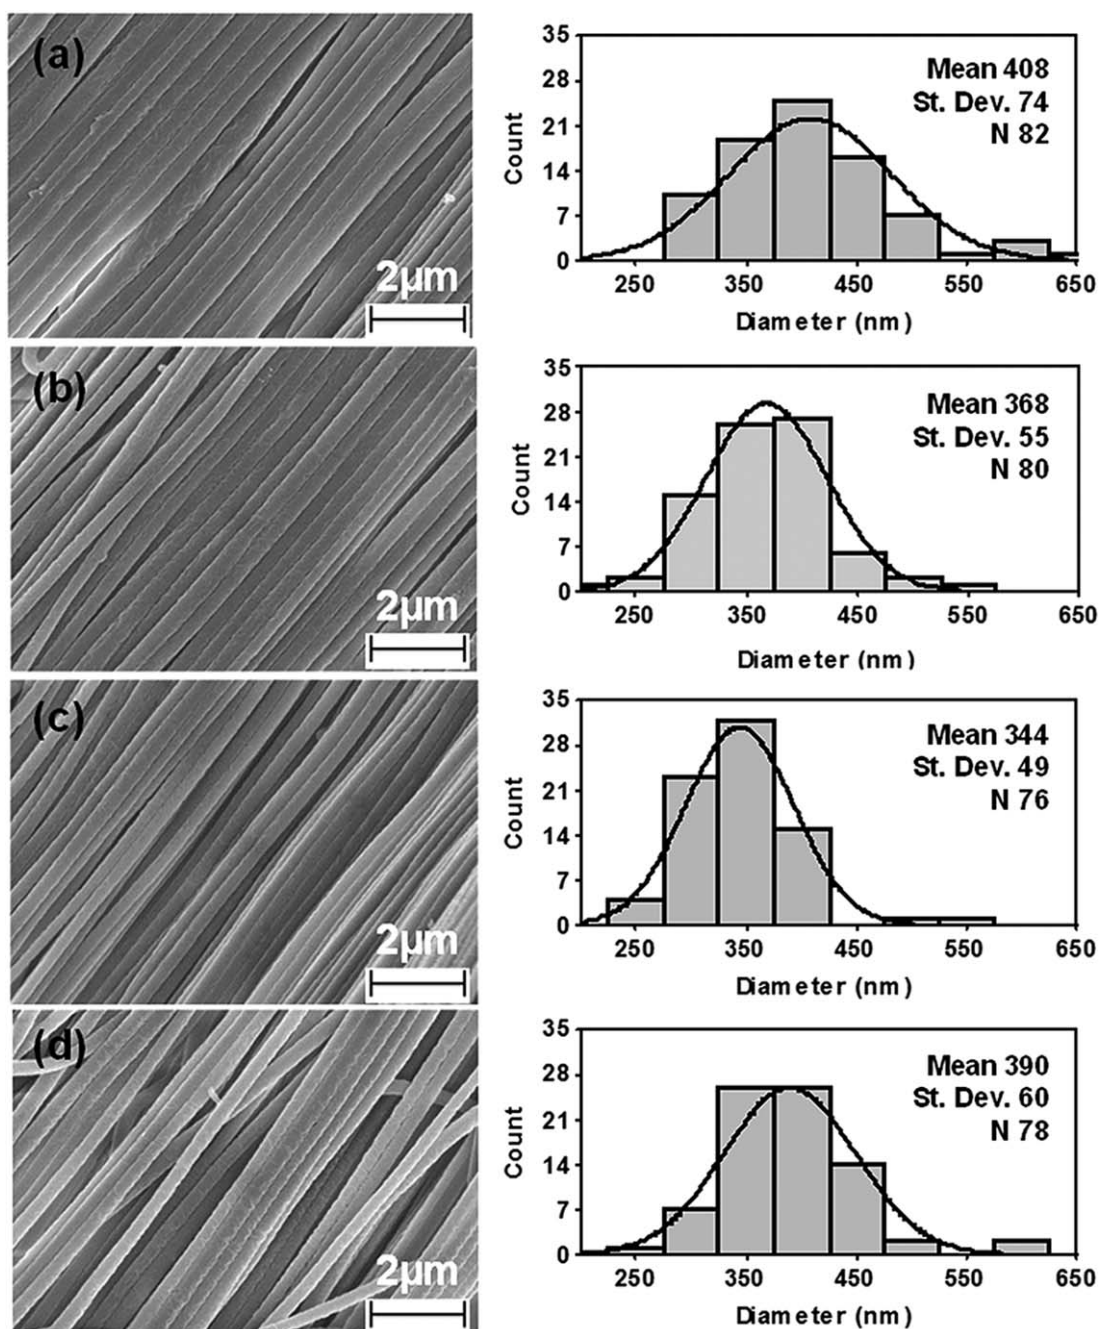 (a)
2μm
35
28
21
14
7
0
Count
Mean 408
St. Dev. 74
N 82
250 350 450 550 650
Diameter (nm)
(b)
2μm
35
28
21
14
7
0
Count
Mean 368
St. Dev. 55
N 80
250 350 450 550 650
Diameter (nm)
(c)
2μm
35
28
21
14
7
0
Count
Mean 344
St. Dev. 49
N 76
250 350 450 550 650
Diameter (nm)
(d)
2μm
35
28
21
14
7
0
Count
Mean 390
St. Dev. 60
N 78
250 350 450 550 650
Diameter (nm)